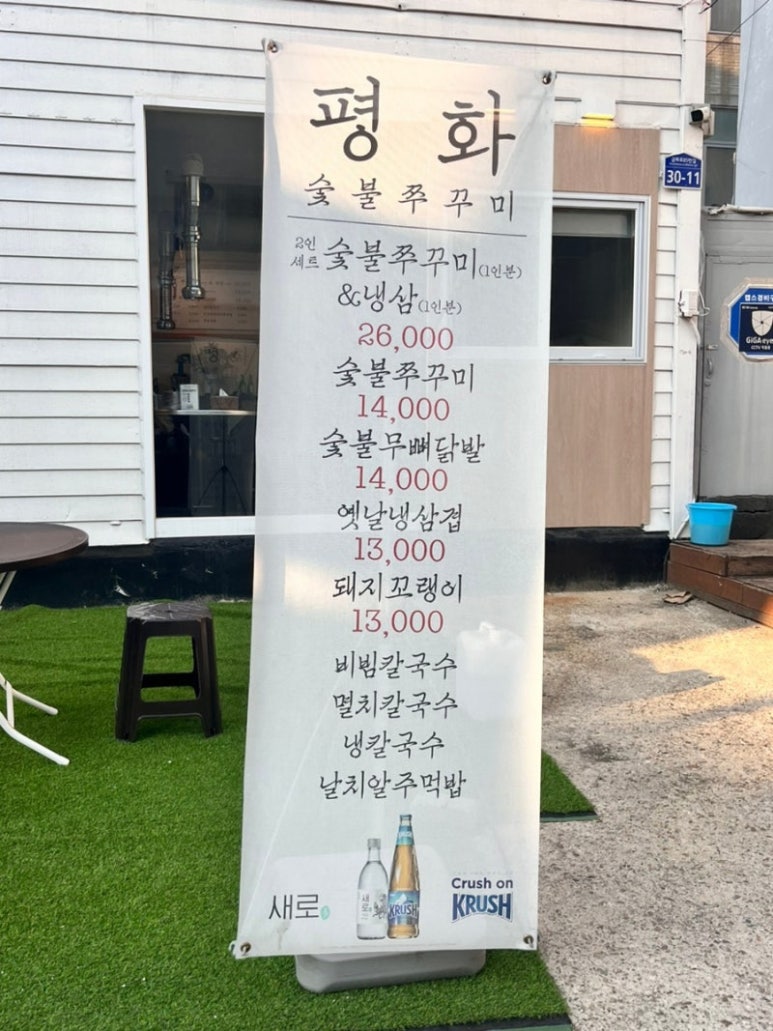 평 화
숯불쭈꾸미
2인
세트 숯불쭈꾸미(1인분)
&냉삼(1인분)
26,000
숯불쭈꾸미
14,000
숯불무뼈닭발
14,000
옛날냉삼겹
13,000
돼지꼬랭이
13,000
비빔칼국수
멸치칼국수
냉칼국수
날치알주먹밥
새로
새로
KRUSH
Crush on
KRUSH
30-11
GiGAeyes